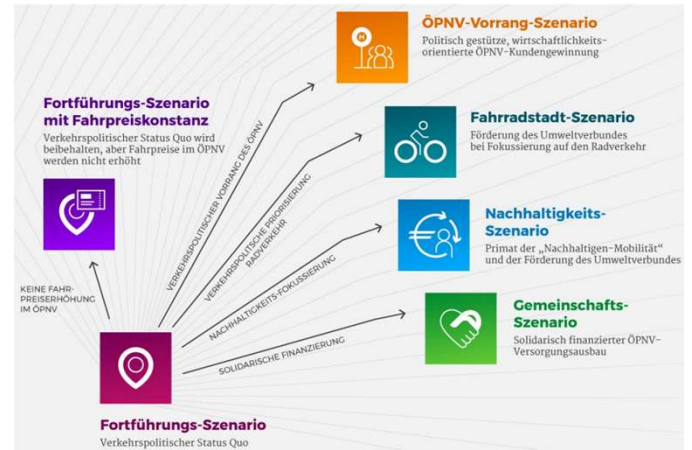 ÖPNV-Vorrang-Szenario
Politisch gestütze, wirtschaftlichkeits-
orientierte ÖPNV-Kundengewinnung
Fortführungs-Szenario
mit Fahrpreiskonstanz
Verkehrspolitischer Status Quo wird
beibehalten, aber Fahrpreise im ÖPNV
werden nicht erhöht
Fahrradstadt-Szenario
Förderung des Umweltverbundes
bei Fokussierung auf den Radverkehr
Nachhaltigkeits-
Szenario
Primat der „Nachhaltigen-Mobilität“
und der Förderung des Umweltverbundes
Gemeinschafts-
Szenario
Solidarisch finanzierter ÖPNV-
Versorgungsausbau
KEINE FAHR-
PREISERHÖHUNG
IM ÖPNV
VERKEHRSPOLITISCHER VORRANG DES ÖPNV
VERKEHRSPOLITISCHE PRIORISIERUNG
RADVERKEHR
NACHHALTIGKEITS-FOKUSSIERUNG
SOLIDARISCHE FINANZIERUNG
Fortführungs-Szenario
Verkehrspolitischer Status Quo